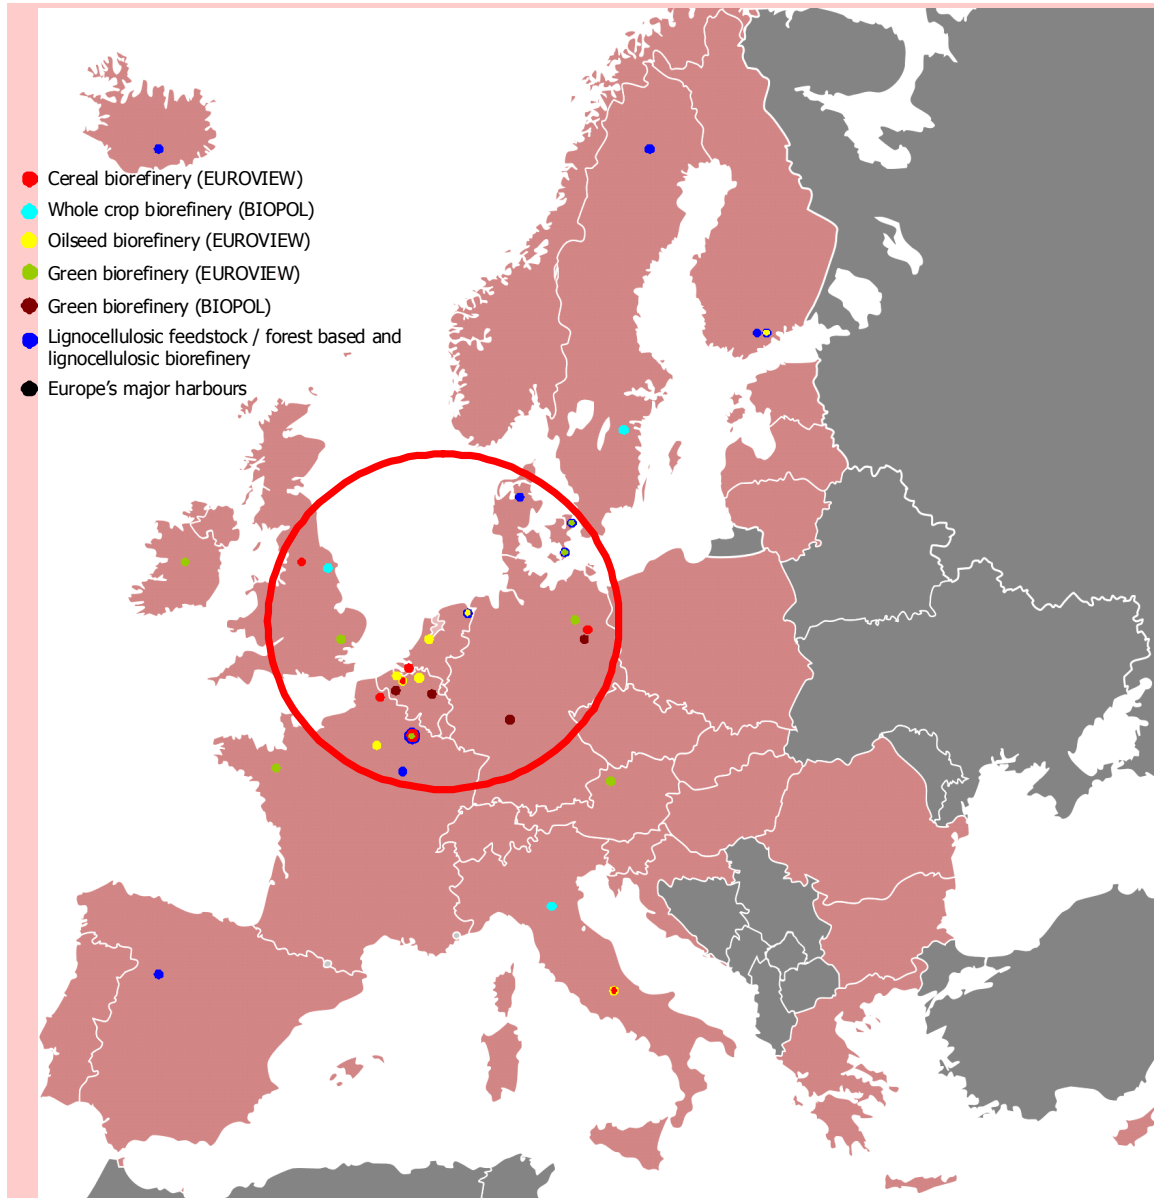 Cereal biorefinery (EUROVIEW)
Whole crop biorefinery (BIOPOL)
Oilseed biorefinery (EUROVIEW)
Green biorefinery (EUROVIEW)
Green biorefinery (BIOPOL)
Lignocellulosic feedstock / forest based and
lignocellulosic biorefinery
Europe's major harbours